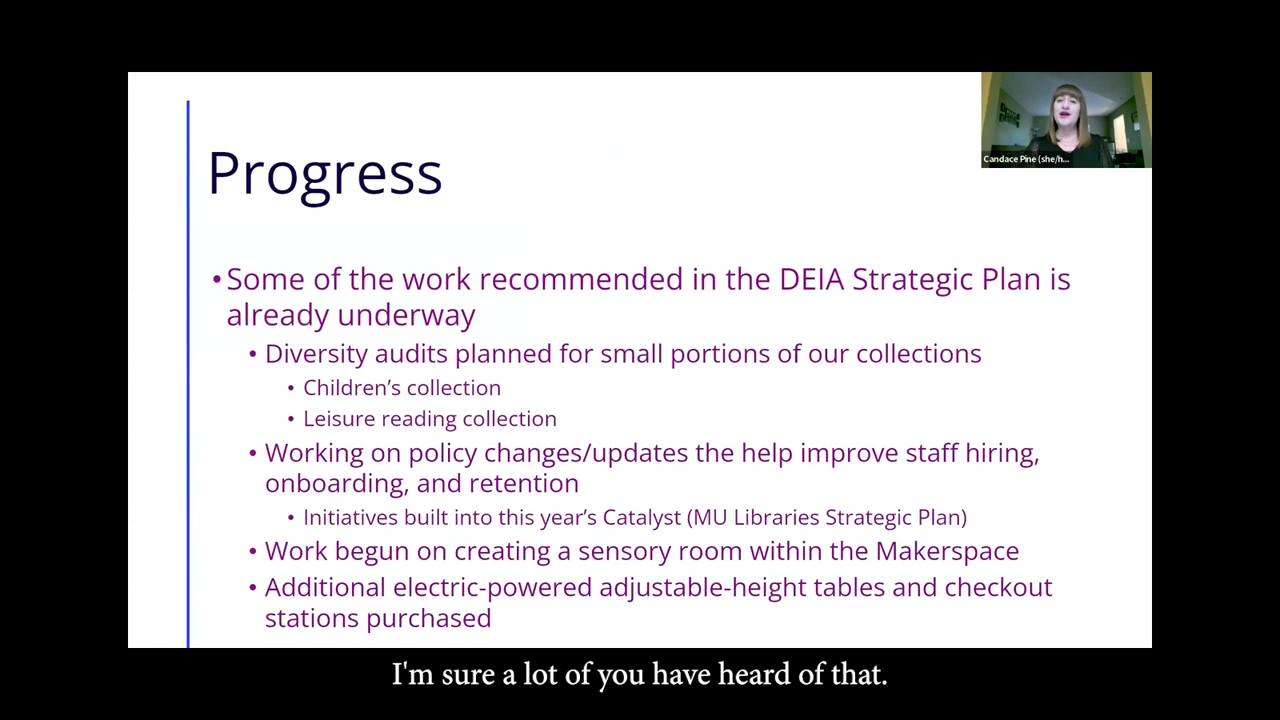 Candace Pine (she/h...
Progress
• Some of the work recommended in the DEIA Strategic Plan is
already underway
• Diversity audits planned for small portions of our collections
• Children’s collection
• Leisure reading collection
• Working on policy changes/updates the help improve staff hiring,
onboarding, and retention
• Initiatives built into this year’s Catalyst (MU Libraries Strategic Plan)
• Work begun on creating a sensory room within the Makerspace
• Additional electric-powered adjustable-height tables and checkout
stations purchased
I'm sure a lot of you have heard of that.